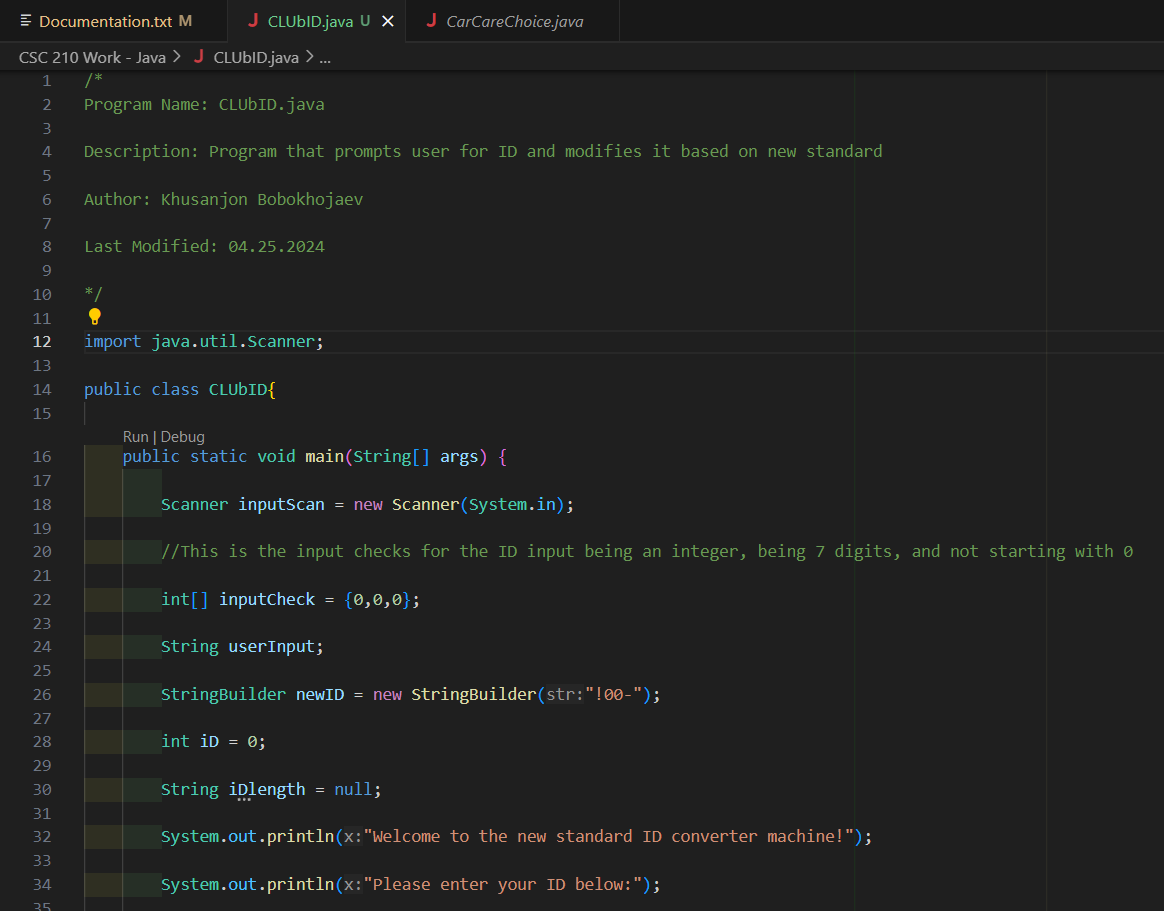 Documentation.txt M
CLUbID.java U
CarCareChoice.java
CSC 210 Work - Java > J CLUbID.java > ...
1 /*
2 Program Name: CLUbID.java
3
4 Description: Program that prompts user for ID and modifies it based on new standard
5
6 Author: Khusanjon Bobokhojaev
7
8 Last Modified: 04.25.2024
9
10 */
11
12 import java.util.Scanner;
13
14 public class CLUbID{
15
Run | Debug
16 public static void main(String[] args) {
17
18 Scanner inputScan = new Scanner(System.in);
19
20 //This is the input checks for the ID input being an integer, being 7 digits, and not starting with 0
21
22 int[] inputCheck = {0,0,0};
23
24 String userInput;
25
26 StringBuilder newID = new StringBuilder(str:"!00-");
27
28 int iD = 0;
29
30 String iDlength = null;
31
32 System.out.println(x:"Welcome to the new standard ID converter machine!");
33
34 System.out.println(x:"Please enter your ID below:");
35